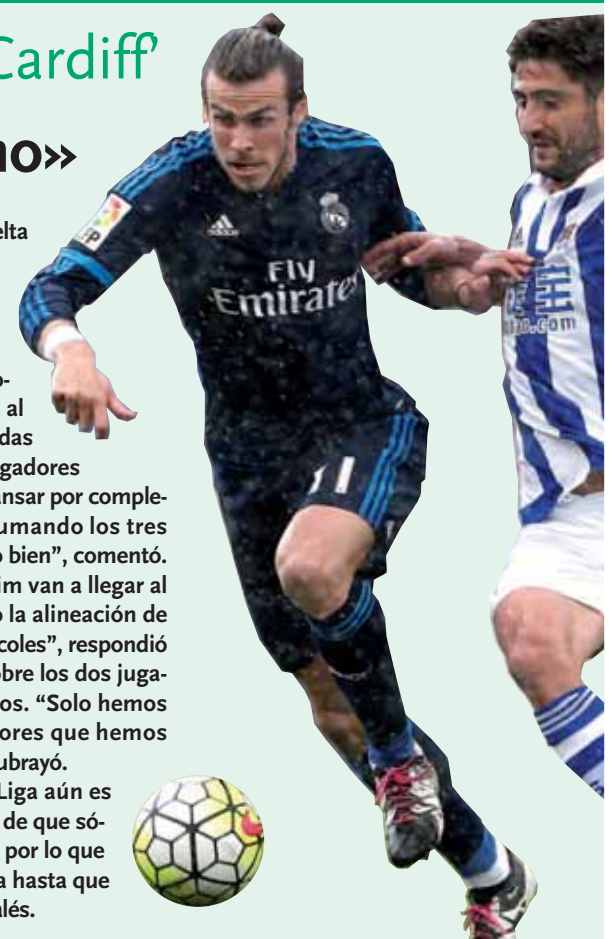 Cardiff’
no»
elta
o-
al
das
gadores
ansar por comple-
umando los tres
o bien”, comentó.
im van a llegar al
o la alineación de
coles”, respondió
obre los dos juga-
os. “Solo hemos
ores que hemos
ubrayó.
Liga aún es
de que só-
por lo que
a hasta que
alés.
adidas
Fly
Emirates
11